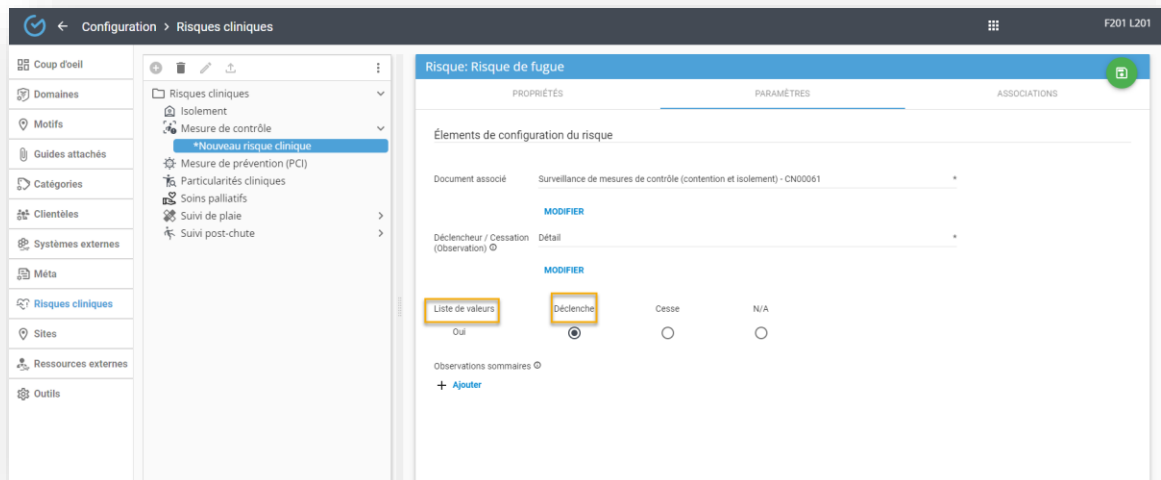 Configuration > Risques cliniques
F201 L201
Coup d'oeil
Domaines
Motifs
Guides attachés
Catégories
Clientèles
Systèmes externes
Méta
Risques cliniques
Sites
Ressources externes
Outils
Risques cliniques
Isolement
Mesure de contrôle
*Nouveau risque clinique
Mesure de prévention (PCI)
Particularités cliniques
Soins palliatifs
Suivi de plaie
Suivi post-chute
Risque: Risque de fugue
PROPRIÉTÉS PARAMÈTRES ASSOCIATIONS
Élements de configuration du risque
Document associé Surveillance de mesures de contrôle (contention et isolement) - CN00061 *
MODIFIER
Déclencheur / Cessation Détail *
(Observation)
MODIFIER
Liste de valeurs Déclenche Cesse N/A
Oui
Observations sommaires
+ Ajouter